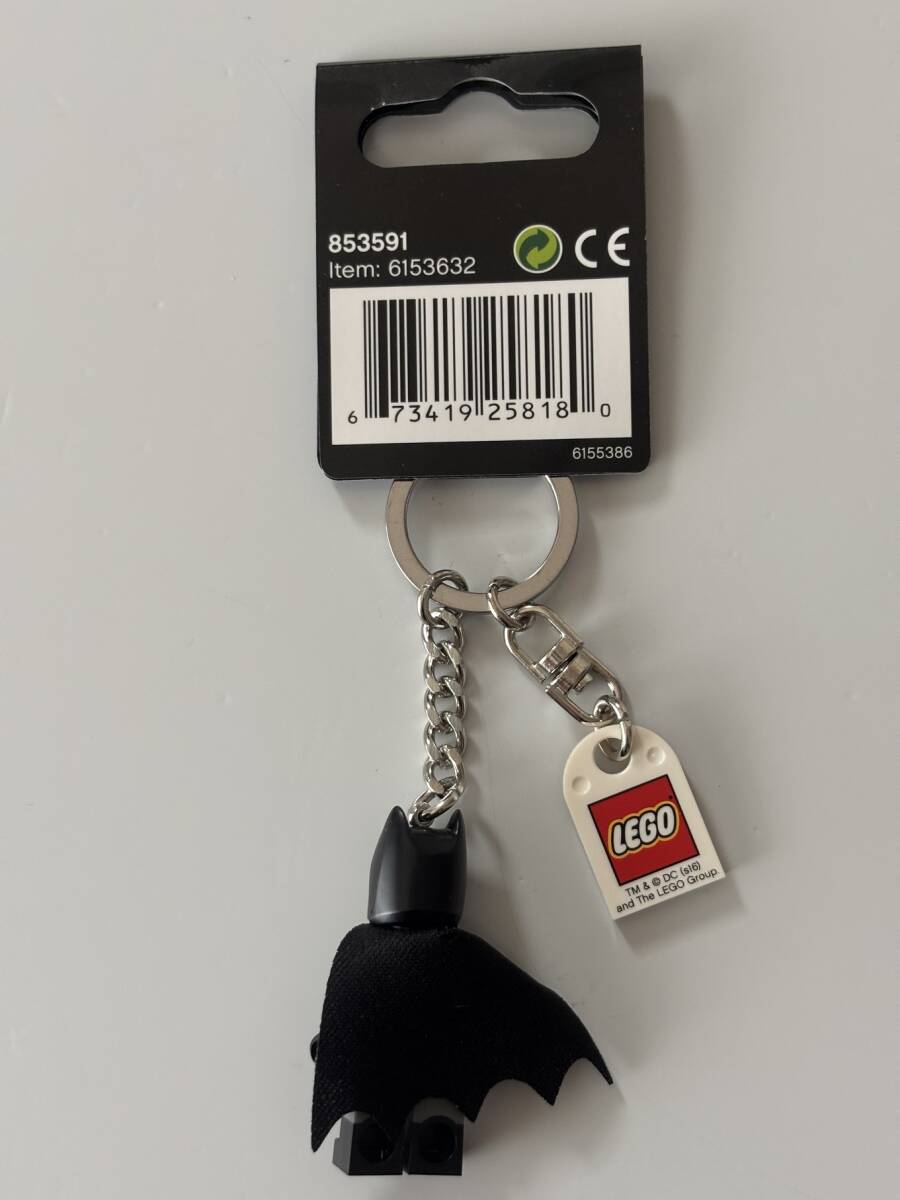 853591
Item: 6153632
CE
6 73419 25818 0
6155386
LEGO
TM & © DC (s16)
and The LEGO Group.